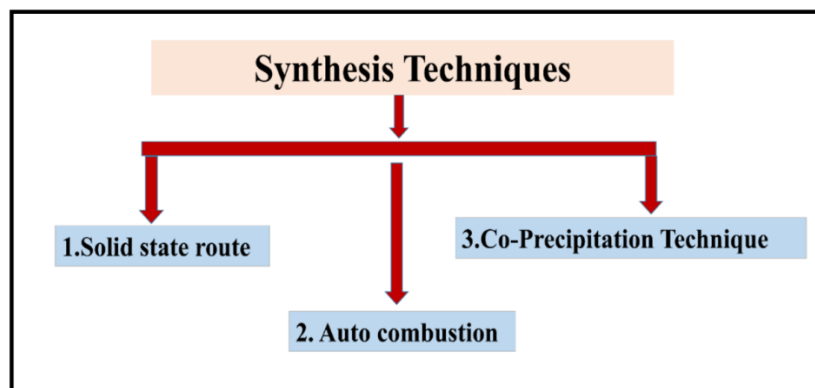 Synthesis Techniques
1.Solid state route
2. Auto combustion
3.Co-Precipitation Technique